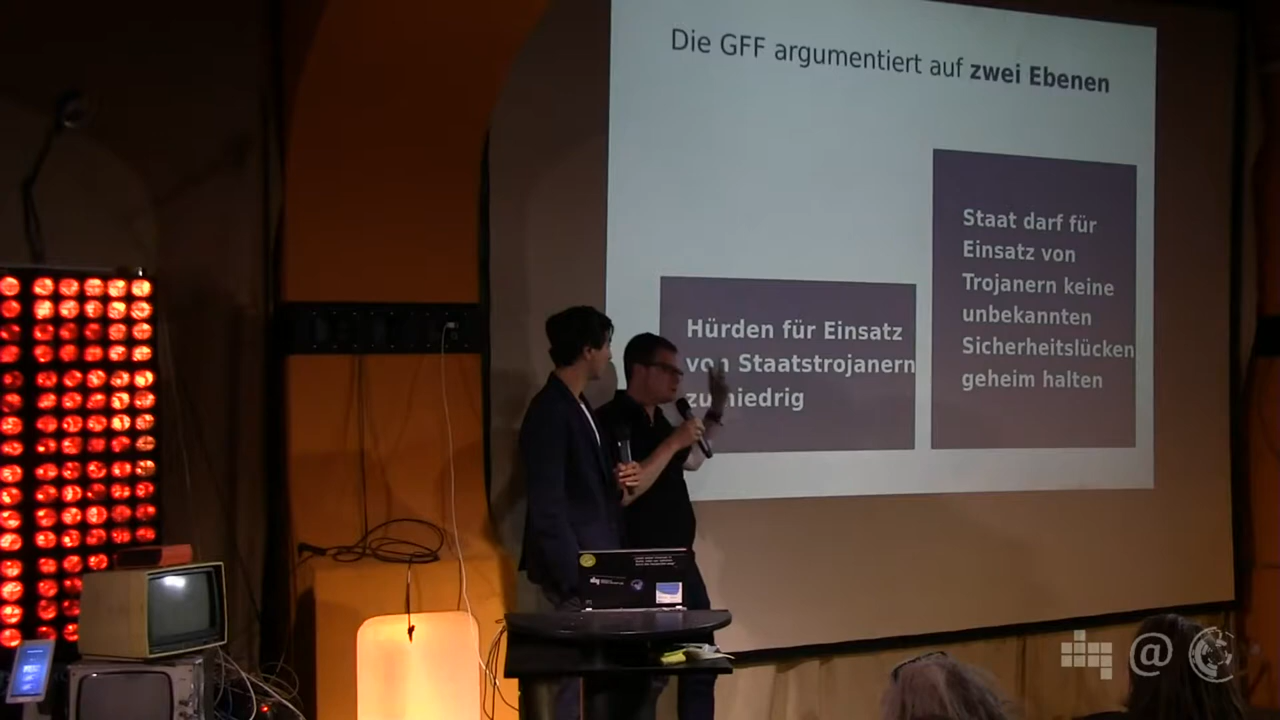 Die GFF argumentiert auf zwei Ebenen
Hürden für Einsatz
von Staatstrojanern
zu niedrig
Staat darf für
Einsatz von
Trojanern keine
unbekannten
Sicherheitslücken
geheim halten
@